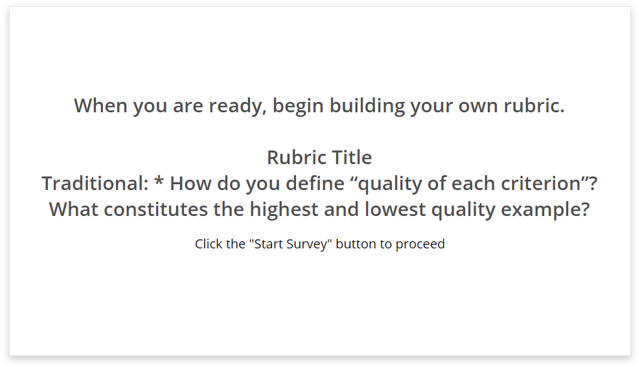 When you are ready, begin building your own rubric.
Rubric Title
Traditional: * How do you define “quality of each criterion”?
What constitutes the highest and lowest quality example?
Click the "Start Survey" button to proceed